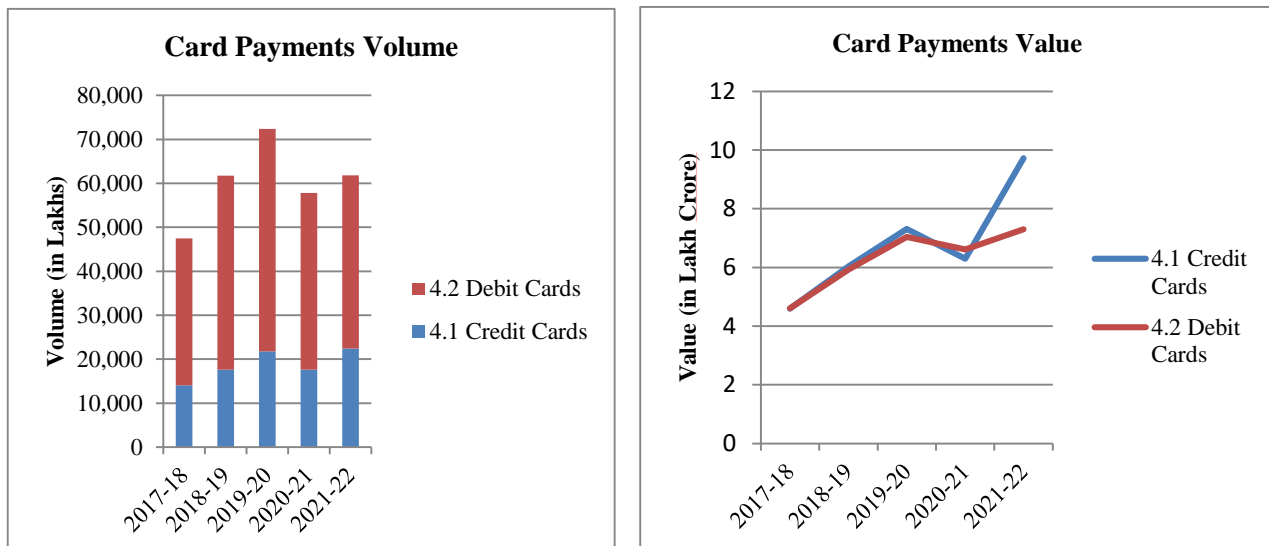 Card Payments Volume
Volume (in Lakhs)
80,000
70,000
60,000
50,000
40,000
30,000
20,000
10,000
0
2017-18
2018-19
2019-20
2020-21
2021-22
4.2 Debit Cards
4.1 Credit Cards
Card Payments Value
Value (in Lakh Crore)
12
10
8
6
4
2
0
2017-18
2018-19
2019-20
2020-21
2021-22
4.1 Credit
Cards
4.2 Debit
Cards